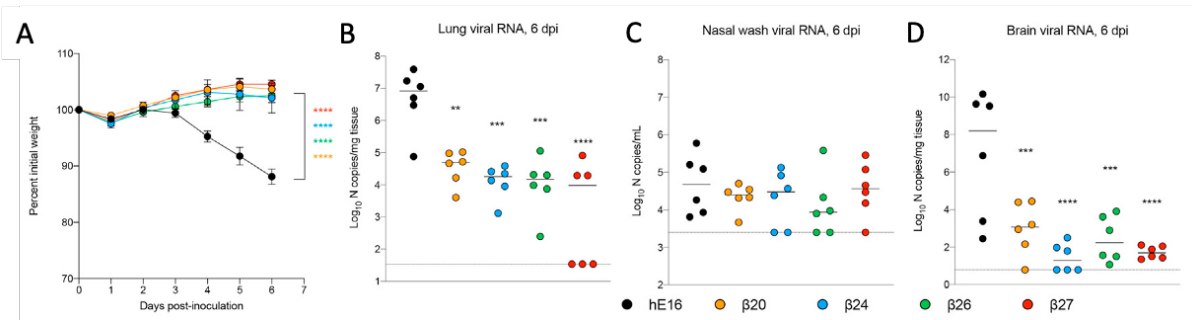 A
B
C
D
Lung viral RNA, 6 dpi
Nasal wash viral RNA, 6 dpi
Brain viral RNA, 6 dpi
Percent initial weight
110
100
90
80
70
****
****
****
****
0 1 2 3 4 5 6 7
Days post-inoculation
Log10 N copies/mg tissue
8
7
6
5
4
3
2
1
**
***
***
****
Log10 N copies/mL
8
7
6
5
4
3
2
Log10 N copies/mg tissue
12
10
8
6
4
2
0
***
****
***
****
hE16 β20 β24 β26 β27